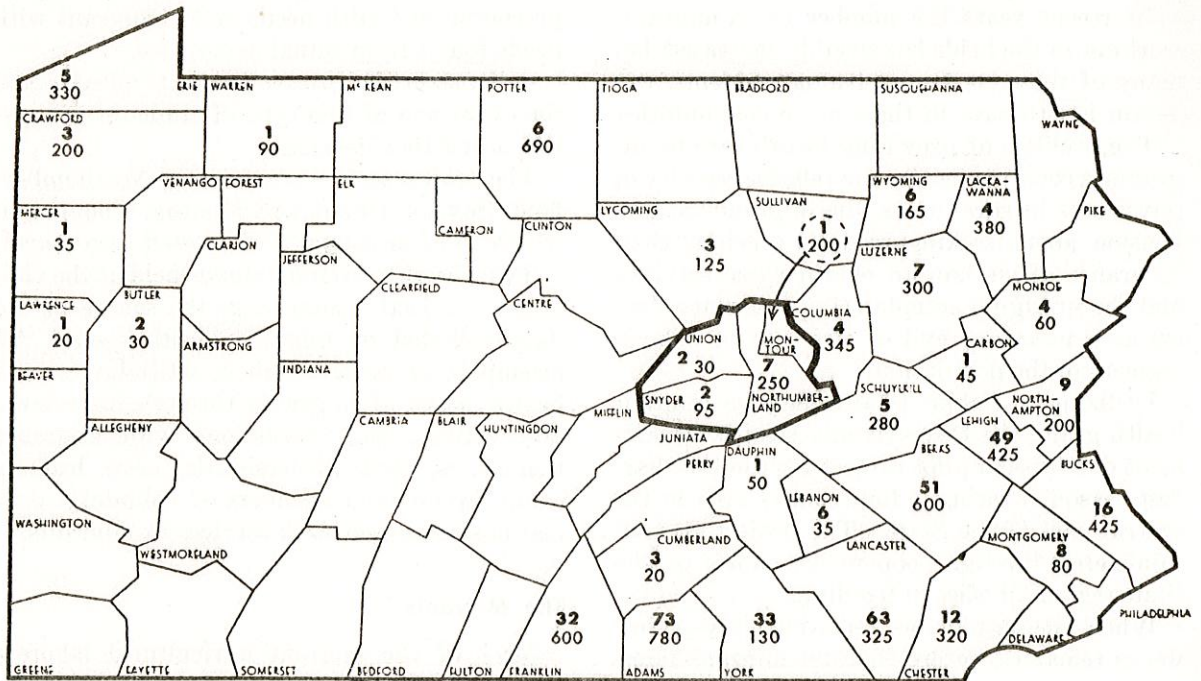 5
330
ERIE
WARREN
McKEAN
POTTER
TIOGA
BRADFORD
SUSQUEHANNA
WAYNE
CRAWFORD
3
200
1
90
6
690
VENANGO
FOREST
ELK
CAMERON
CLINTON
LYCOMING
3
125
SULLIVAN
1
200
WYOMING
6
165
LACKA-
WANNA
4
380
PIKE
MERCER
1
35
CLARION
JEFFERSON
CLEARFIELD
CENTRE
LUZERNE
7
300
MONROE
4
60
LAWRENCE
1
20
BUTLER
2
30
ARMSTRONG
INDIANA
UNION
2
30
MON-
TOUR
7
250
NORTHUMBER-
LAND
COLUMBIA
4
345
CARBON
1
45
BEAVER
ALLEGHENY
CAMBRIA
BLAIR
HUNTINGDON
MIFFLIN
SNYDER
2
95
SCHUYLK'LL
5
280
9
NORTH-
AMPTON
200
LEHIGH
49
425
BUCKS
16
425
JUNIATA
PERRY
DAUPHIN
1
50
LEBANON
6
35
BERKS
51
600
MONTGOMERY
8
80
WASHINGTON
WESTMORELAND
CUMBERLAND
3
20
LANCASTER
PHILADELPHIA
32
600
73
780
33
130
63
325
12
320
DELAWARE
GREENE
FAYETTE
SOMERSET
BEDFORD
FULTON
FRANKLIN
ADAMS
YORK
CHESTER